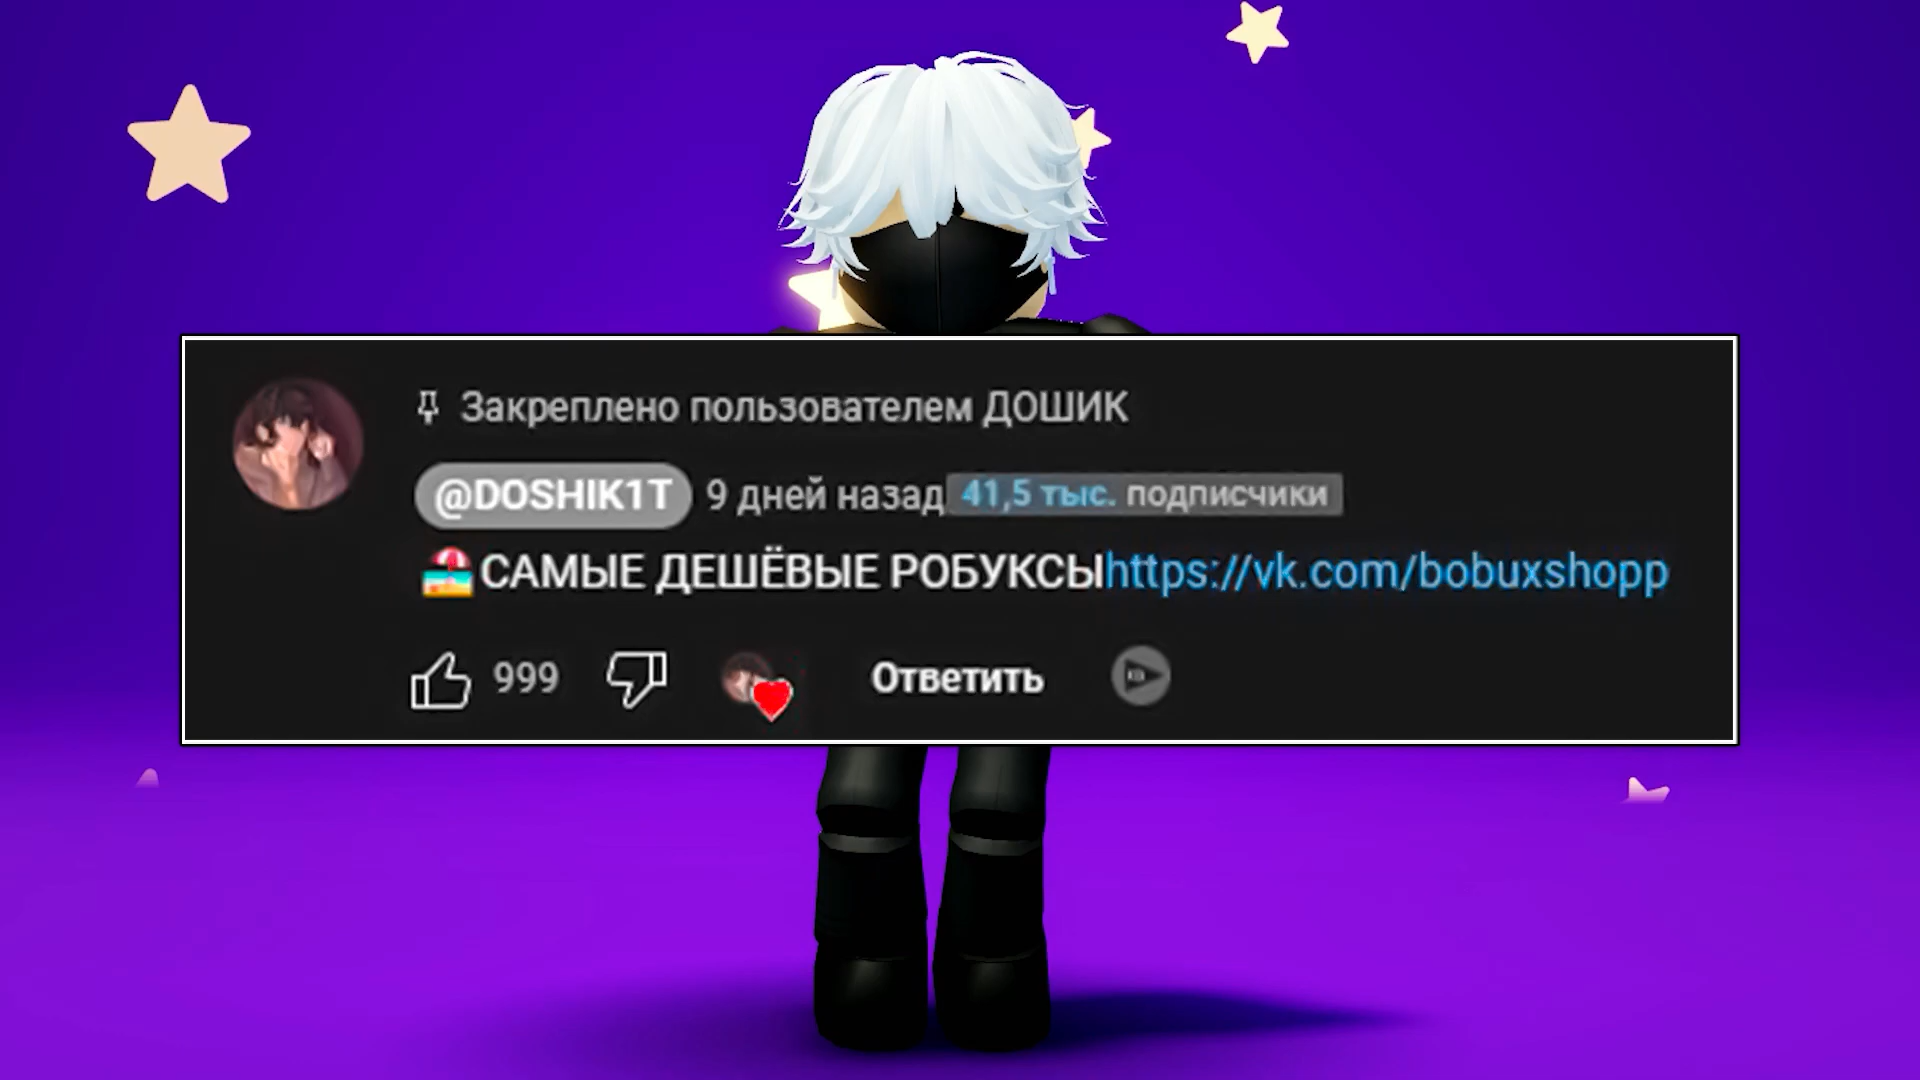 Закреплено пользователем ДОШИК
@DOSHIK1T 9 дней назад 41,5 тыс. подписчики
САМЫЕ ДЕШЁВЫЕ РОБУКСЫhttps://vk.com/bobuxshopp
999 Ответить